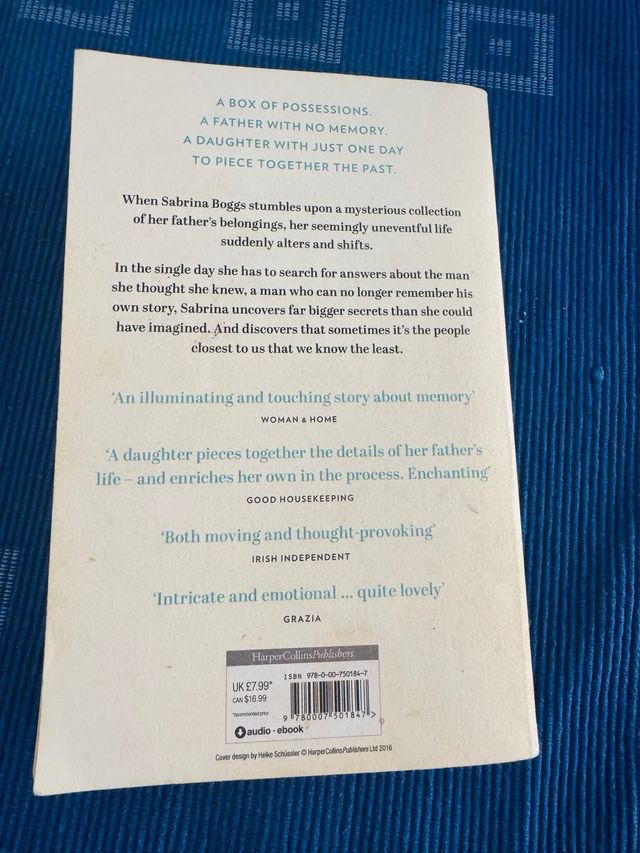 A BOX OF POSSESSIONS.
A FATHER WITH NO MEMORY.
A DAUGHTER WITH JUST ONE DAY
TO PIECE TOGETHER THE PAST.
When Sabrina Boggs stumbles upon a mysterious collection
of her father's belongings, her seemingly uneventful life
suddenly alters and shifts.
In the single day she has to search for answers about the man
she thought she knew, a man who can no longer remember his
own story, Sabrina uncovers far bigger secrets than she could
have imagined. And discovers that sometimes it's the people
closest to us that we know the least.
'An illuminating and touching story about memory'
WOMAN & HOME
'A daughter pieces together the details of her father's
life – and enriches her own in the process. Enchanting'
GOOD HOUSEKEEPING
'Both moving and thought-provoking'
IRISH INDEPENDENT
'Intricate and emotional ... quite lovely'
GRAZIA
HarperCollinsPublishers
ISBN 978-0-00-750184-7
UK £7.99*
CAN $16.99
*recommended price
9 780007 501847 >
audio · ebook
Cover design by Heike Schüssler © HarperCollinsPublishers Ltd 2016